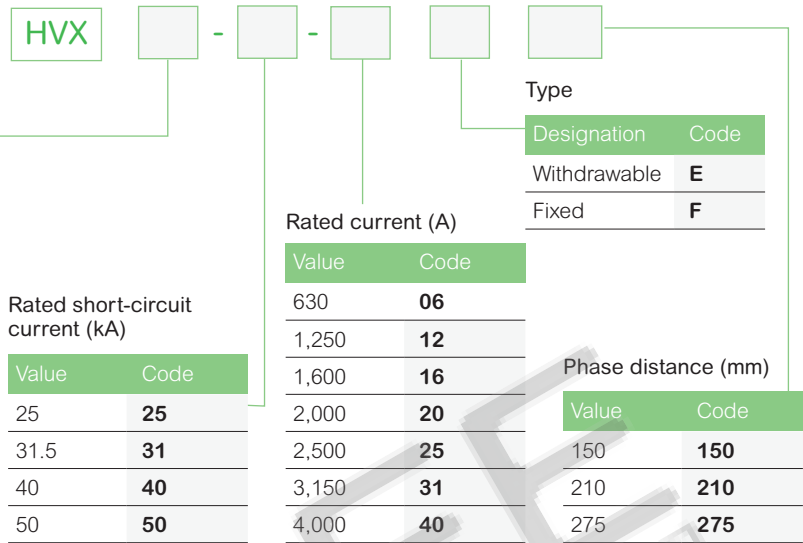 HVX - -
Type
Designation Code
Withdrawable E
Fixed F
Rated current (A)
Value Code
630 06
1,250 12
1,600 16
2,000 20
2,500 25
3,150 31
4,000 40
Rated short-circuit
current (kA)
Value Code
25 25
31.5 31
40 40
50 50
Phase distance (mm)
Value Code
150 150
210 210
275 275